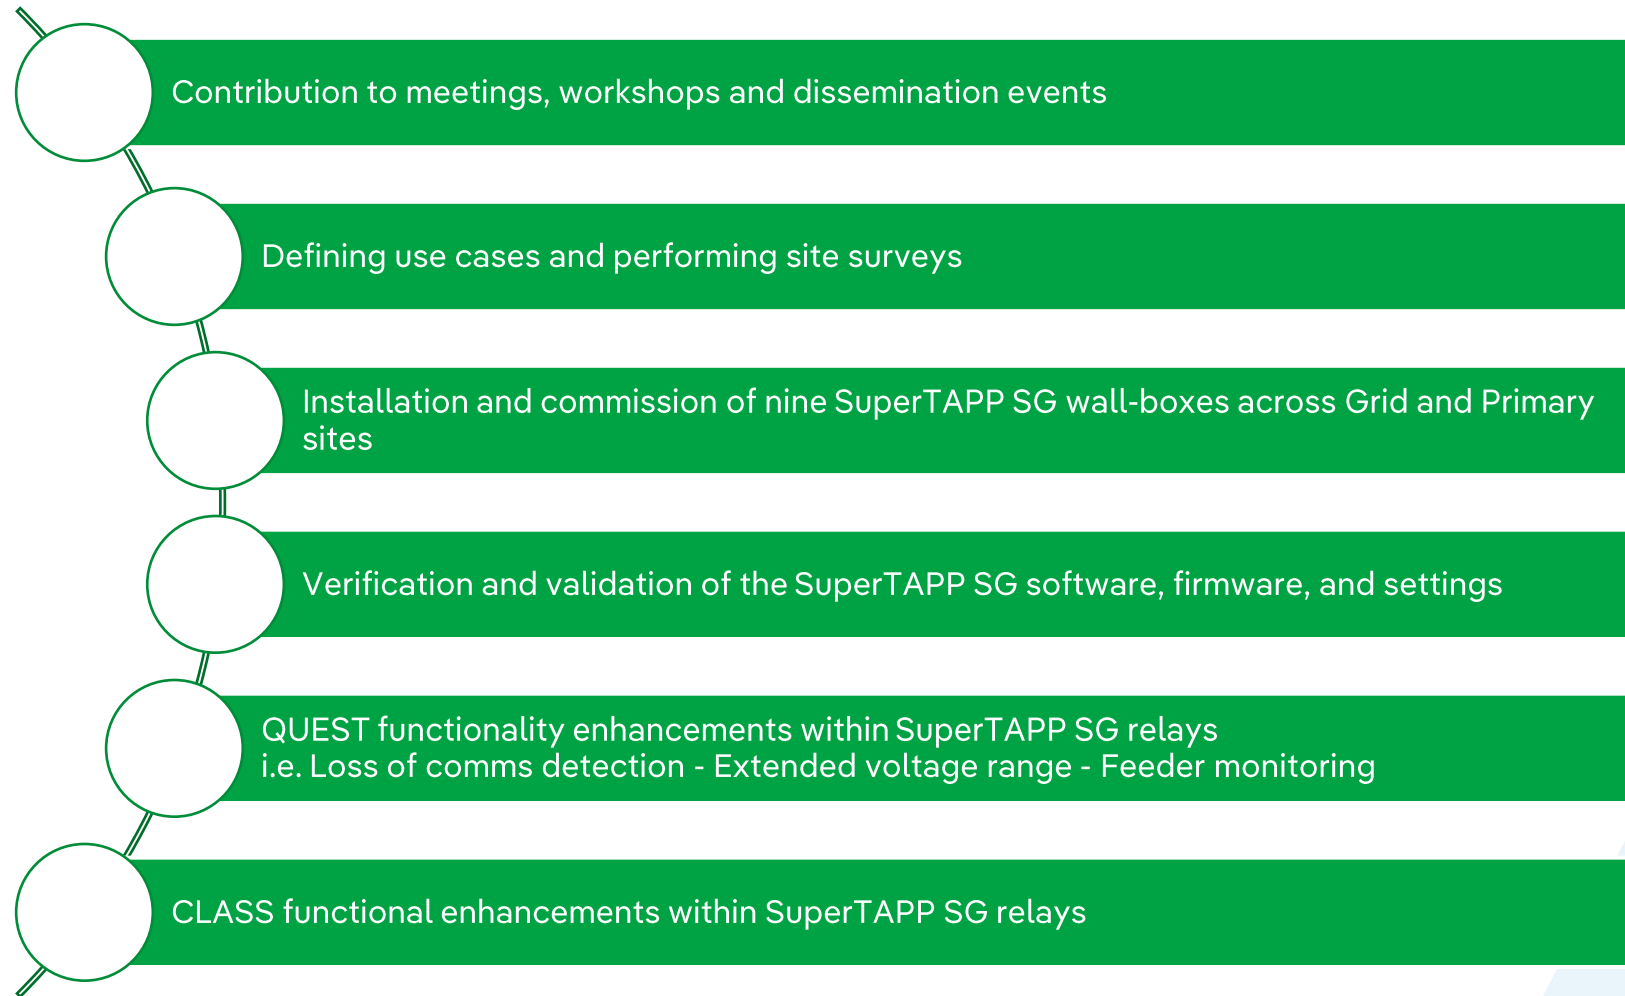 Contribution to meetings, workshops and dissemination events
Defining use cases and performing site surveys
Installation and commission of nine SuperTAPP SG wall-boxes across Grid and Primary
sites
Verification and validation of the SuperTAPP SG software, firmware, and settings
QUEST functionality enhancements within SuperTAPP SG relays
i.e. Loss of comms detection - Extended voltage range - Feeder monitoring
CLASS functional enhancements within SuperTAPP SG relays